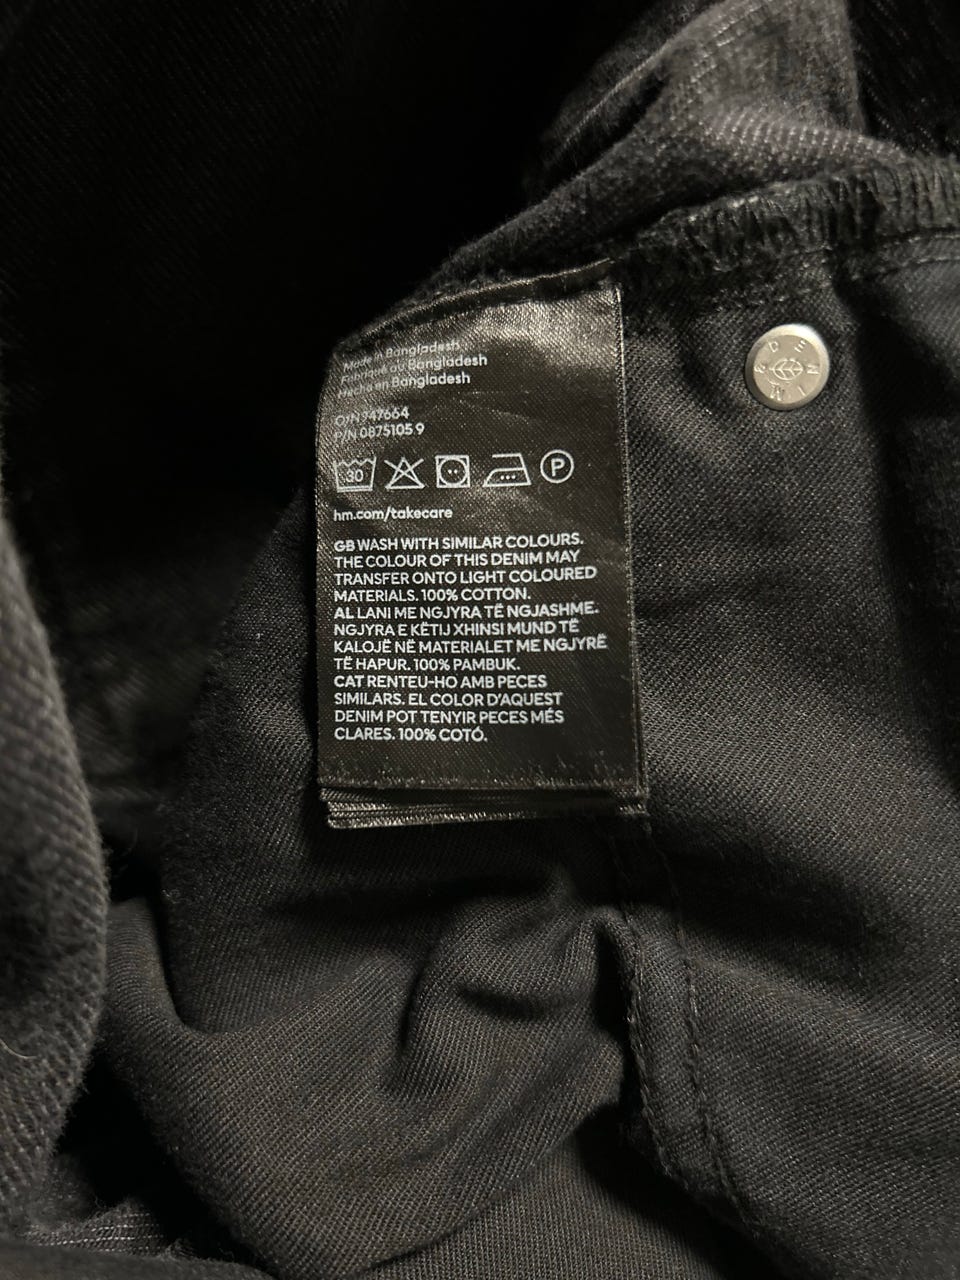 Made in Bangladesh
Fabriqué au Bangladesh
Hecho en Bangladesh
O/N 947664
P/N 0875105 9
30
P
hm.com/takecare
GB WASH WITH SIMILAR COLOURS.
THE COLOUR OF THIS DENIM MAY
TRANSFER ONTO LIGHT COLOURED
MATERIALS. 100% COTTON.
AL LANI ME NGJYRA TË NGJASHME.
NGJYRA E KËTIJ XHINSI MUND TË
KALOJË NË MATERIALET ME NGJYRË
TË HAPUR. 100% PAMBUK.
CAT RENTEU-HO AMB PECES
SIMILARS. EL COLOR D'AQUEST
DENIM POT TENYIR PECES MÉS
CLARES. 100% COTÓ.
& DENIM